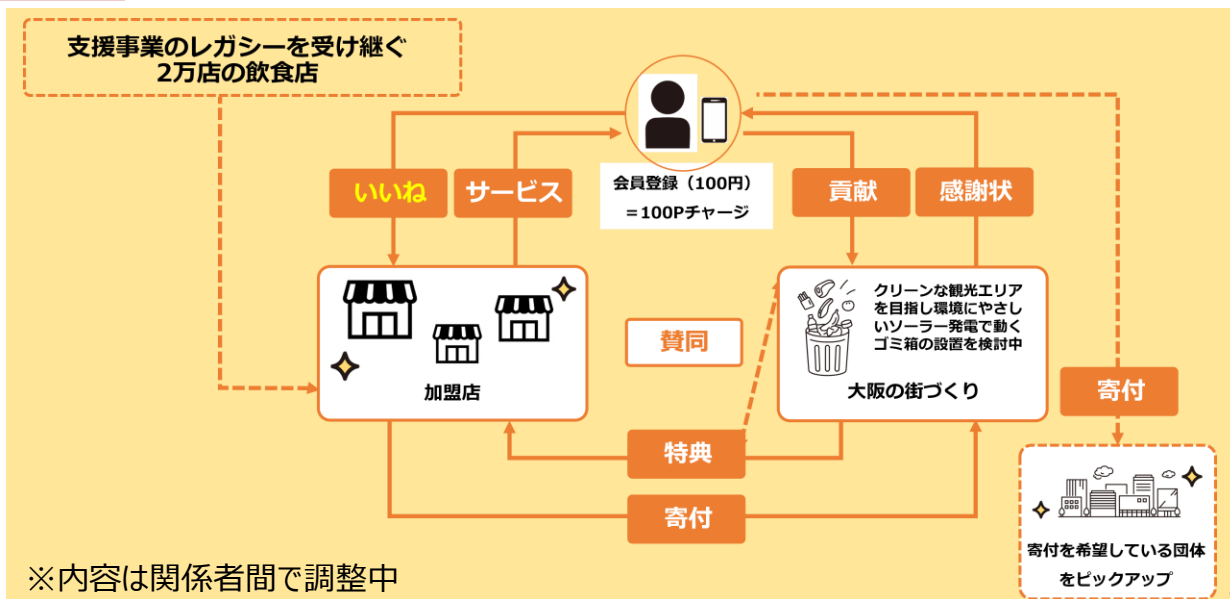 支援事業のレガシーを受け継ぐ
2万店の飲食店
いいね
サービス
会員登録（100円）
＝100Pチャージ
貢献
感謝状
加盟店
賛同
クリーンな観光エリア
を目指し環境にやさし
いソーラー発電で動く
ゴミ箱の設置を検討中
大阪の街づくり
特典
寄付
寄付
寄付を希望している団体
をピックアップ
※内容は関係者間で調整中